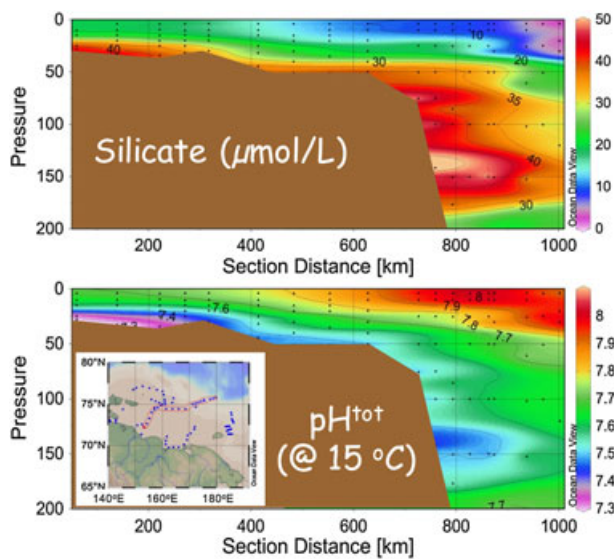 0
50
100
150
200
Pressure
40
30
10
20
35
40
30
Silicate (µmol/L)
200 400 600 800 1000
Section Distance [km]
50
40
30
20
10
0
Ocean Data View
0
50
100
150
200
Pressure
7.4
7.6
7.9
8
7.8
7.7
7.7
pHtot
(@ 15 oC)
80°N
75°N
70°N
65°N
140°E 160°E 180°E
Ocean Data View
200 400 600 800 1000
Section Distance [km]
8
7.9
7.8
7.7
7.6
7.5
7.4
7.3
Ocean Data View